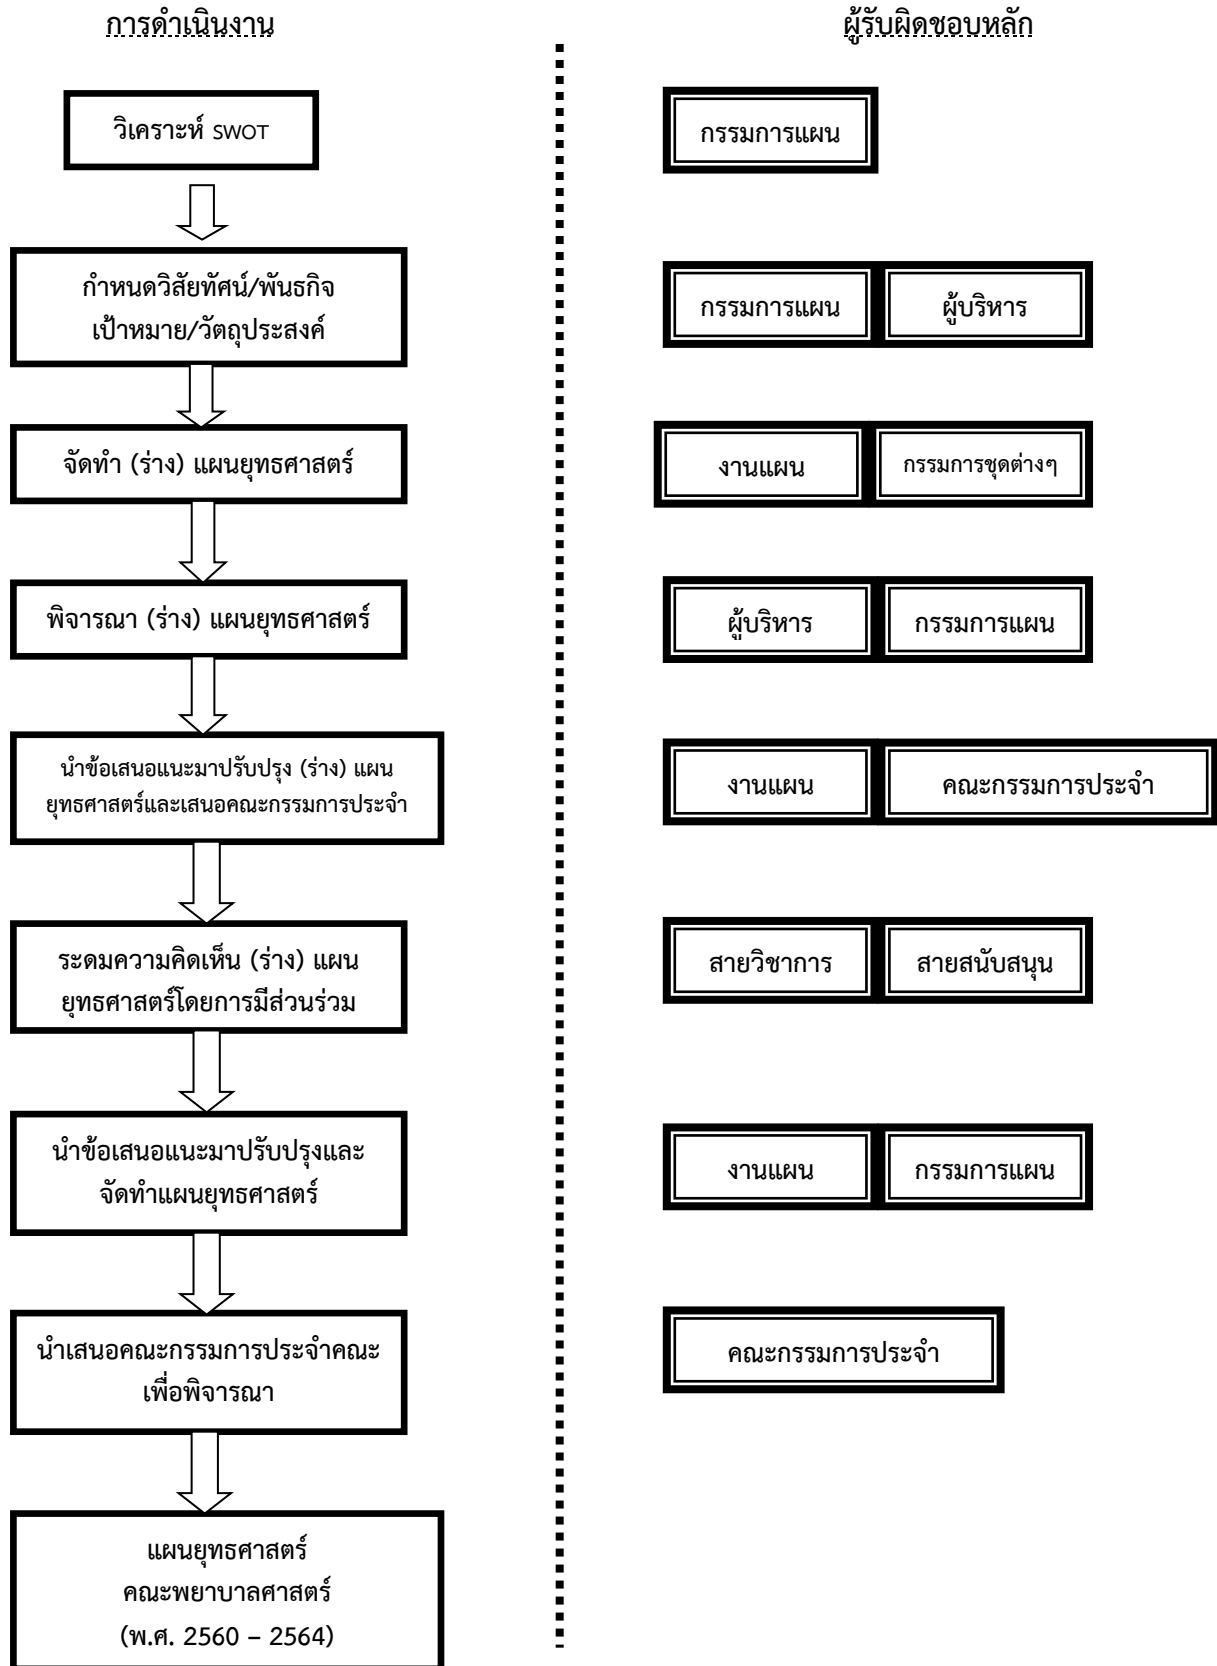 การดำเนินงาน
ผู้รับผิดชอบหลัก
วิเคราะห์ SWOT
กรรมการแผน
กำหนดวิสัยทัศน์/พันธกิจ
เป้าหมาย/วัตถุประสงค์
กรรมการแผน
ผู้บริหาร
จัดทำ (ร่าง) แผนยุทธศาสตร์
งานแผน
กรรมการชุดต่างๆ
พิจารณา (ร่าง) แผนยุทธศาสตร์
ผู้บริหาร
กรรมการแผน
นำข้อเสนอแนะมาปรับปรุง (ร่าง) แผน
ยุทธศาสตร์และเสนอคณะกรรมการประจำ
งานแผน
คณะกรรมการประจำ
ระดมความคิดเห็น (ร่าง) แผน
ยุทธศาสตร์โดยการมีส่วนร่วม
สายวิชาการ
สายสนับสนุน
นำข้อเสนอแนะมาปรับปรุงและ
จัดทำแผนยุทธศาสตร์
งานแผน
กรรมการแผน
นำเสนอคณะกรรมการประจำคณะ
เพื่อพิจารณา
คณะกรรมการประจำ
แผนยุทธศาสตร์
คณะพยาบาลศาสตร์
(พ.ศ. 2560 – 2564)